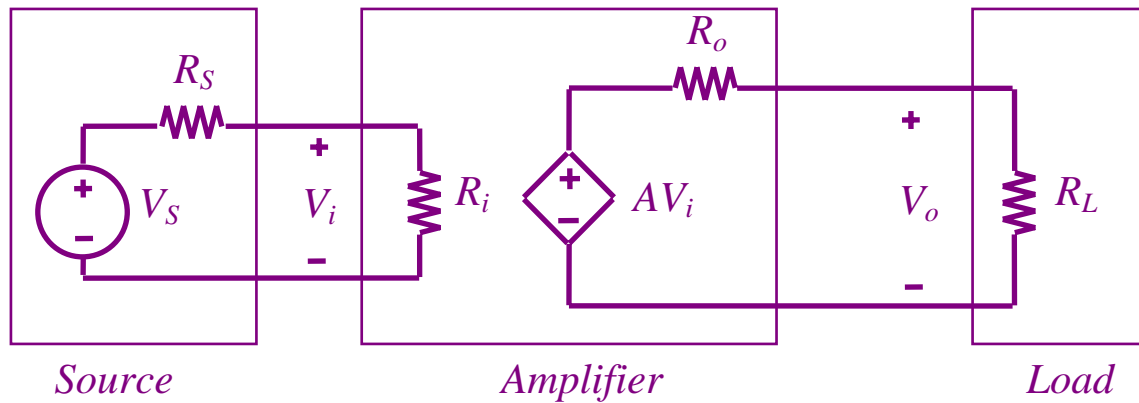 R_o
R_S
+ + 
V_S V_i R_i + AV_i V_o R_L
− − 
− −
Source Amplifier Load